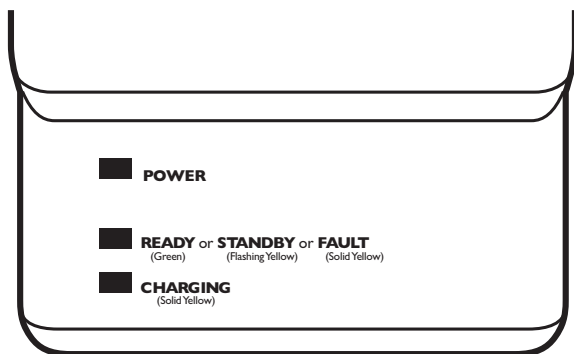 POWER
READY or STANDBY or FAULT
(Green) (Flashing Yellow) (Solid Yellow)
CHARGING
(Solid Yellow)